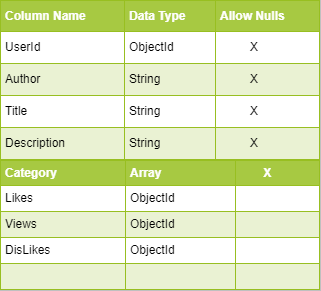 Column Name Data Type Allow Nulls
UserId ObjectId X
Author String X
Title String X
Description String X
Category Array X
Likes ObjectId
Views ObjectId
DisLikes ObjectId